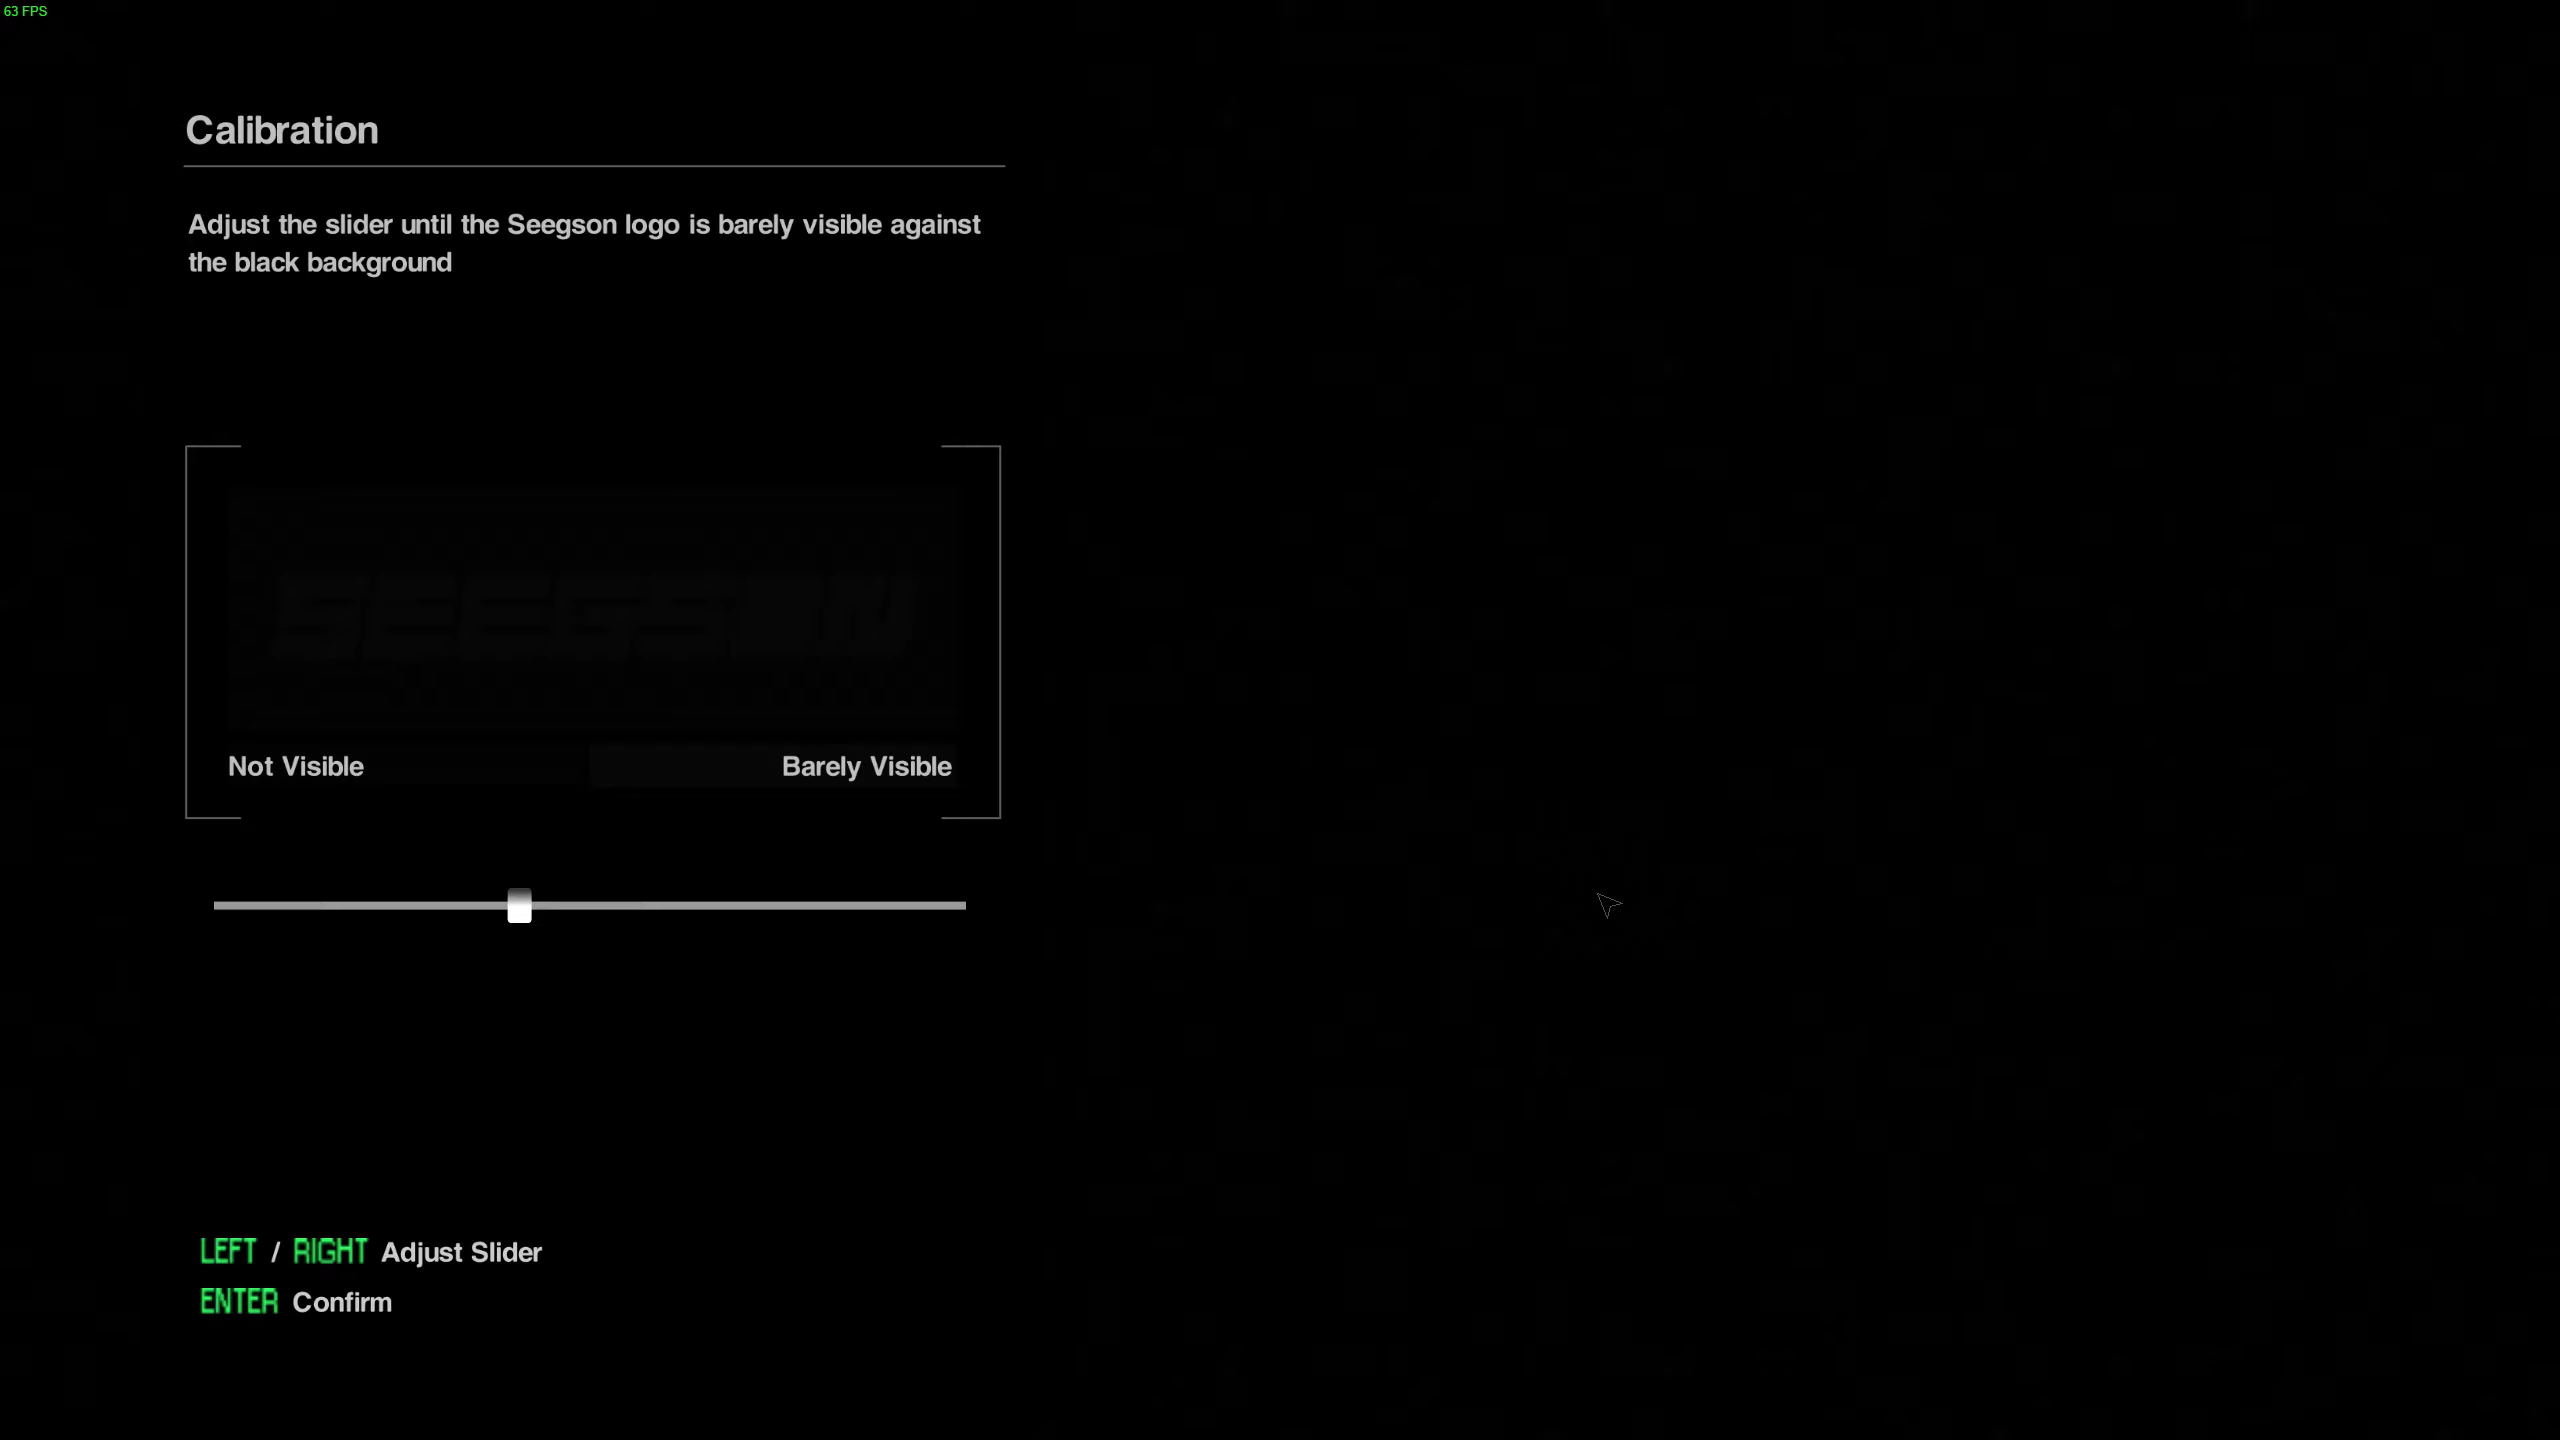 63 FPS
Calibration
Adjust the slider until the Seegson logo is barely visible against
the black background
SEEGSON
Not Visible
Barely Visible
LEFT / RIGHT Adjust Slider
ENTER Confirm